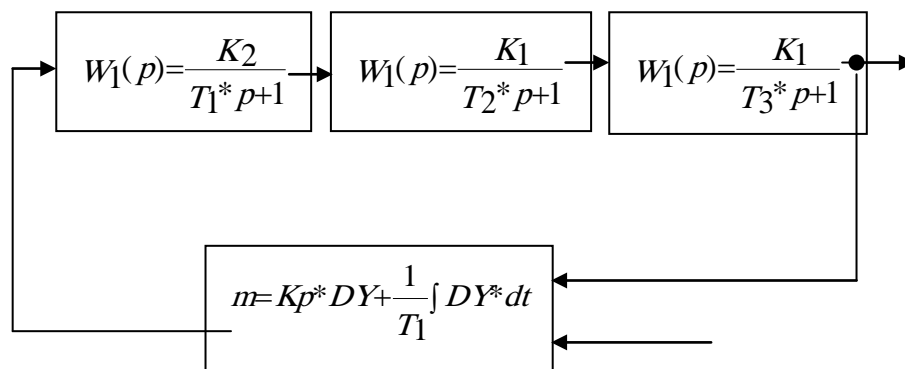 W₁(p)=K₂/(T₁*p+1)
W₁(p)=K₁/(T₂*p+1)
W₁(p)=K₁/(T₃*p+1)
m=Kp*DY+1/T₁∫DY*dt